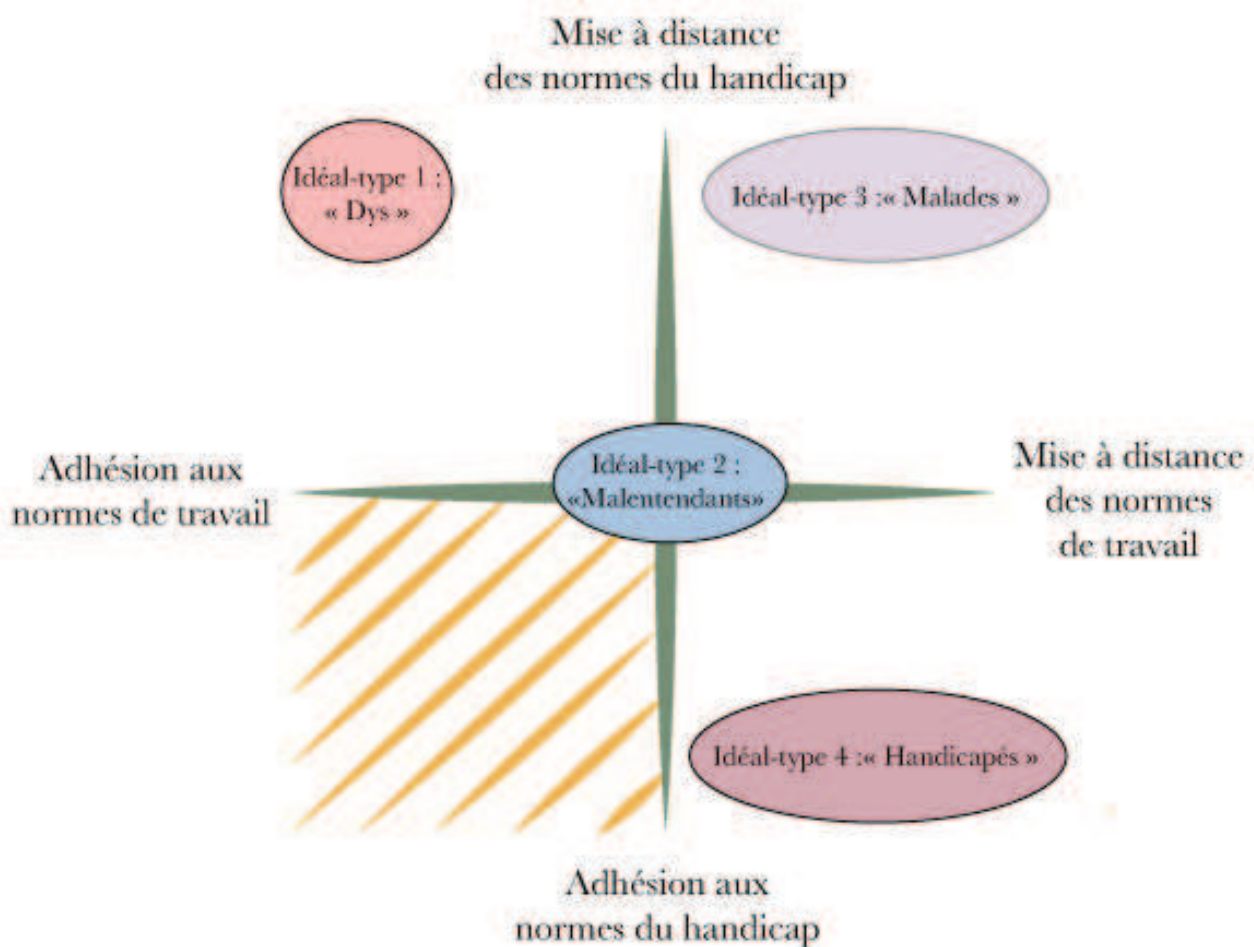 Mise à distance
des normes du handicap
Idéal-type 1 :
« Dys »
Idéal-type 3 :« Malades »
Adhésion aux
normes de travail
Idéal-type 2 :
«Malentendants»
Mise à distance
des normes
de travail
Idéal-type 4 :« Handicapés »
Adhésion aux
normes du handicap